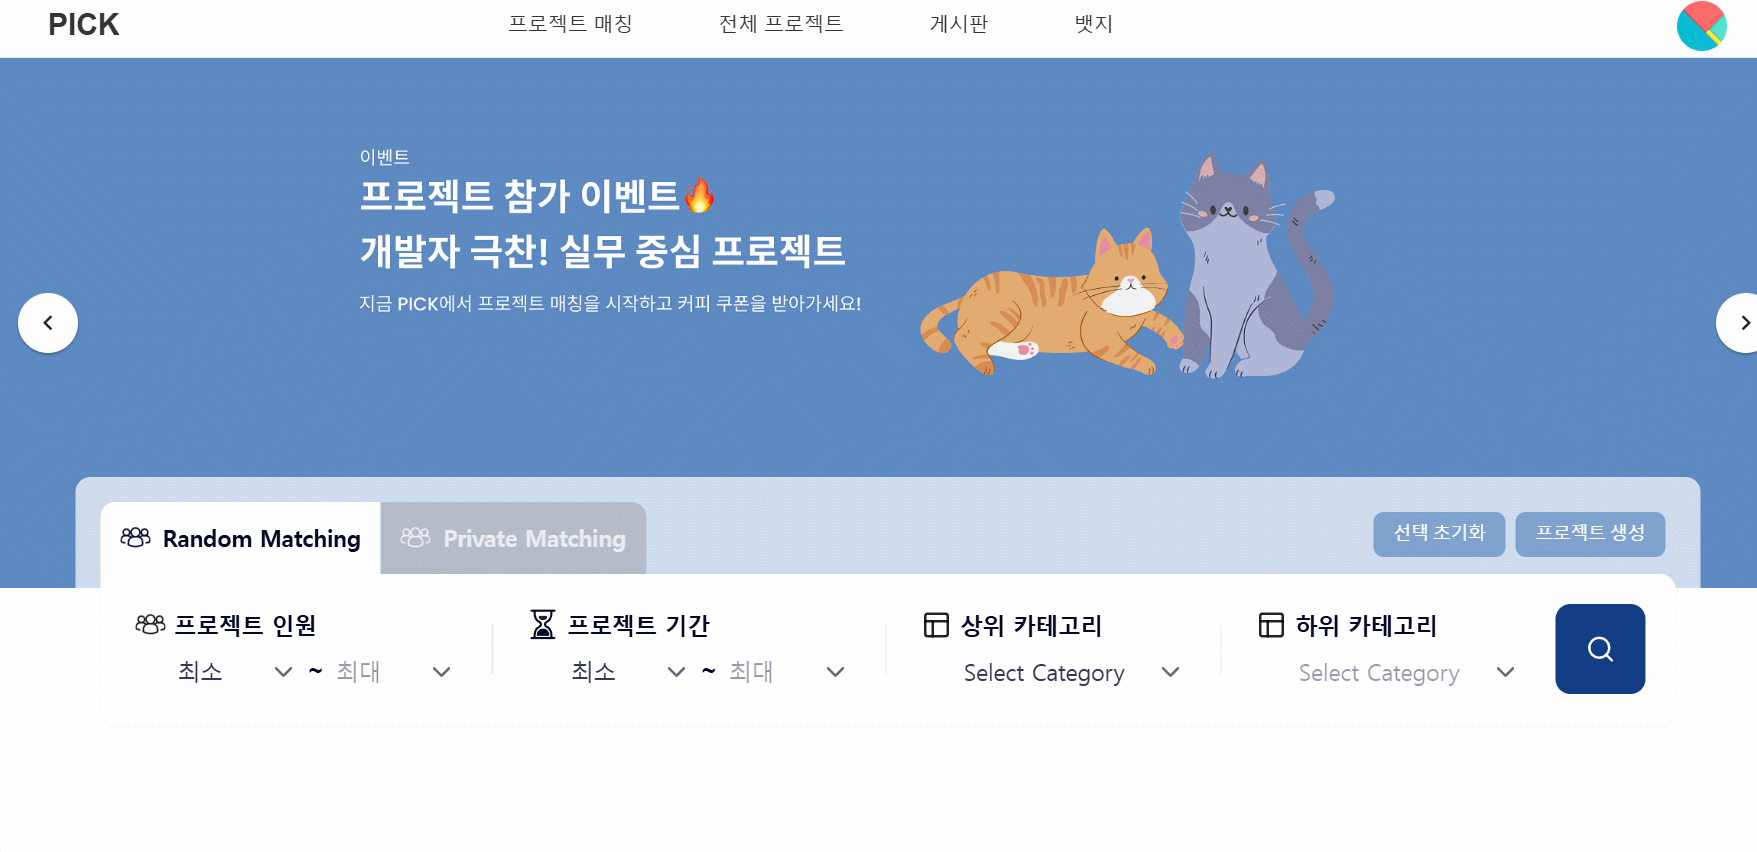 PICK 프로젝트 매칭 전체 프로젝트 게시판 뱃지
이벤트
프로젝트 참가 이벤트🔥
개발자 극찬! 실무 중심 프로젝트
지금 PICK에서 프로젝트 매칭을 시작하고 커피 쿠폰을 받아가세요!
Random Matching Private Matching 선택 초기화 프로젝트 생성
프로젝트 인원 프로젝트 기간 상위 카테고리 하위 카테고리
최소 ~ 최대 최소 ~ 최대 Select Category Select Category